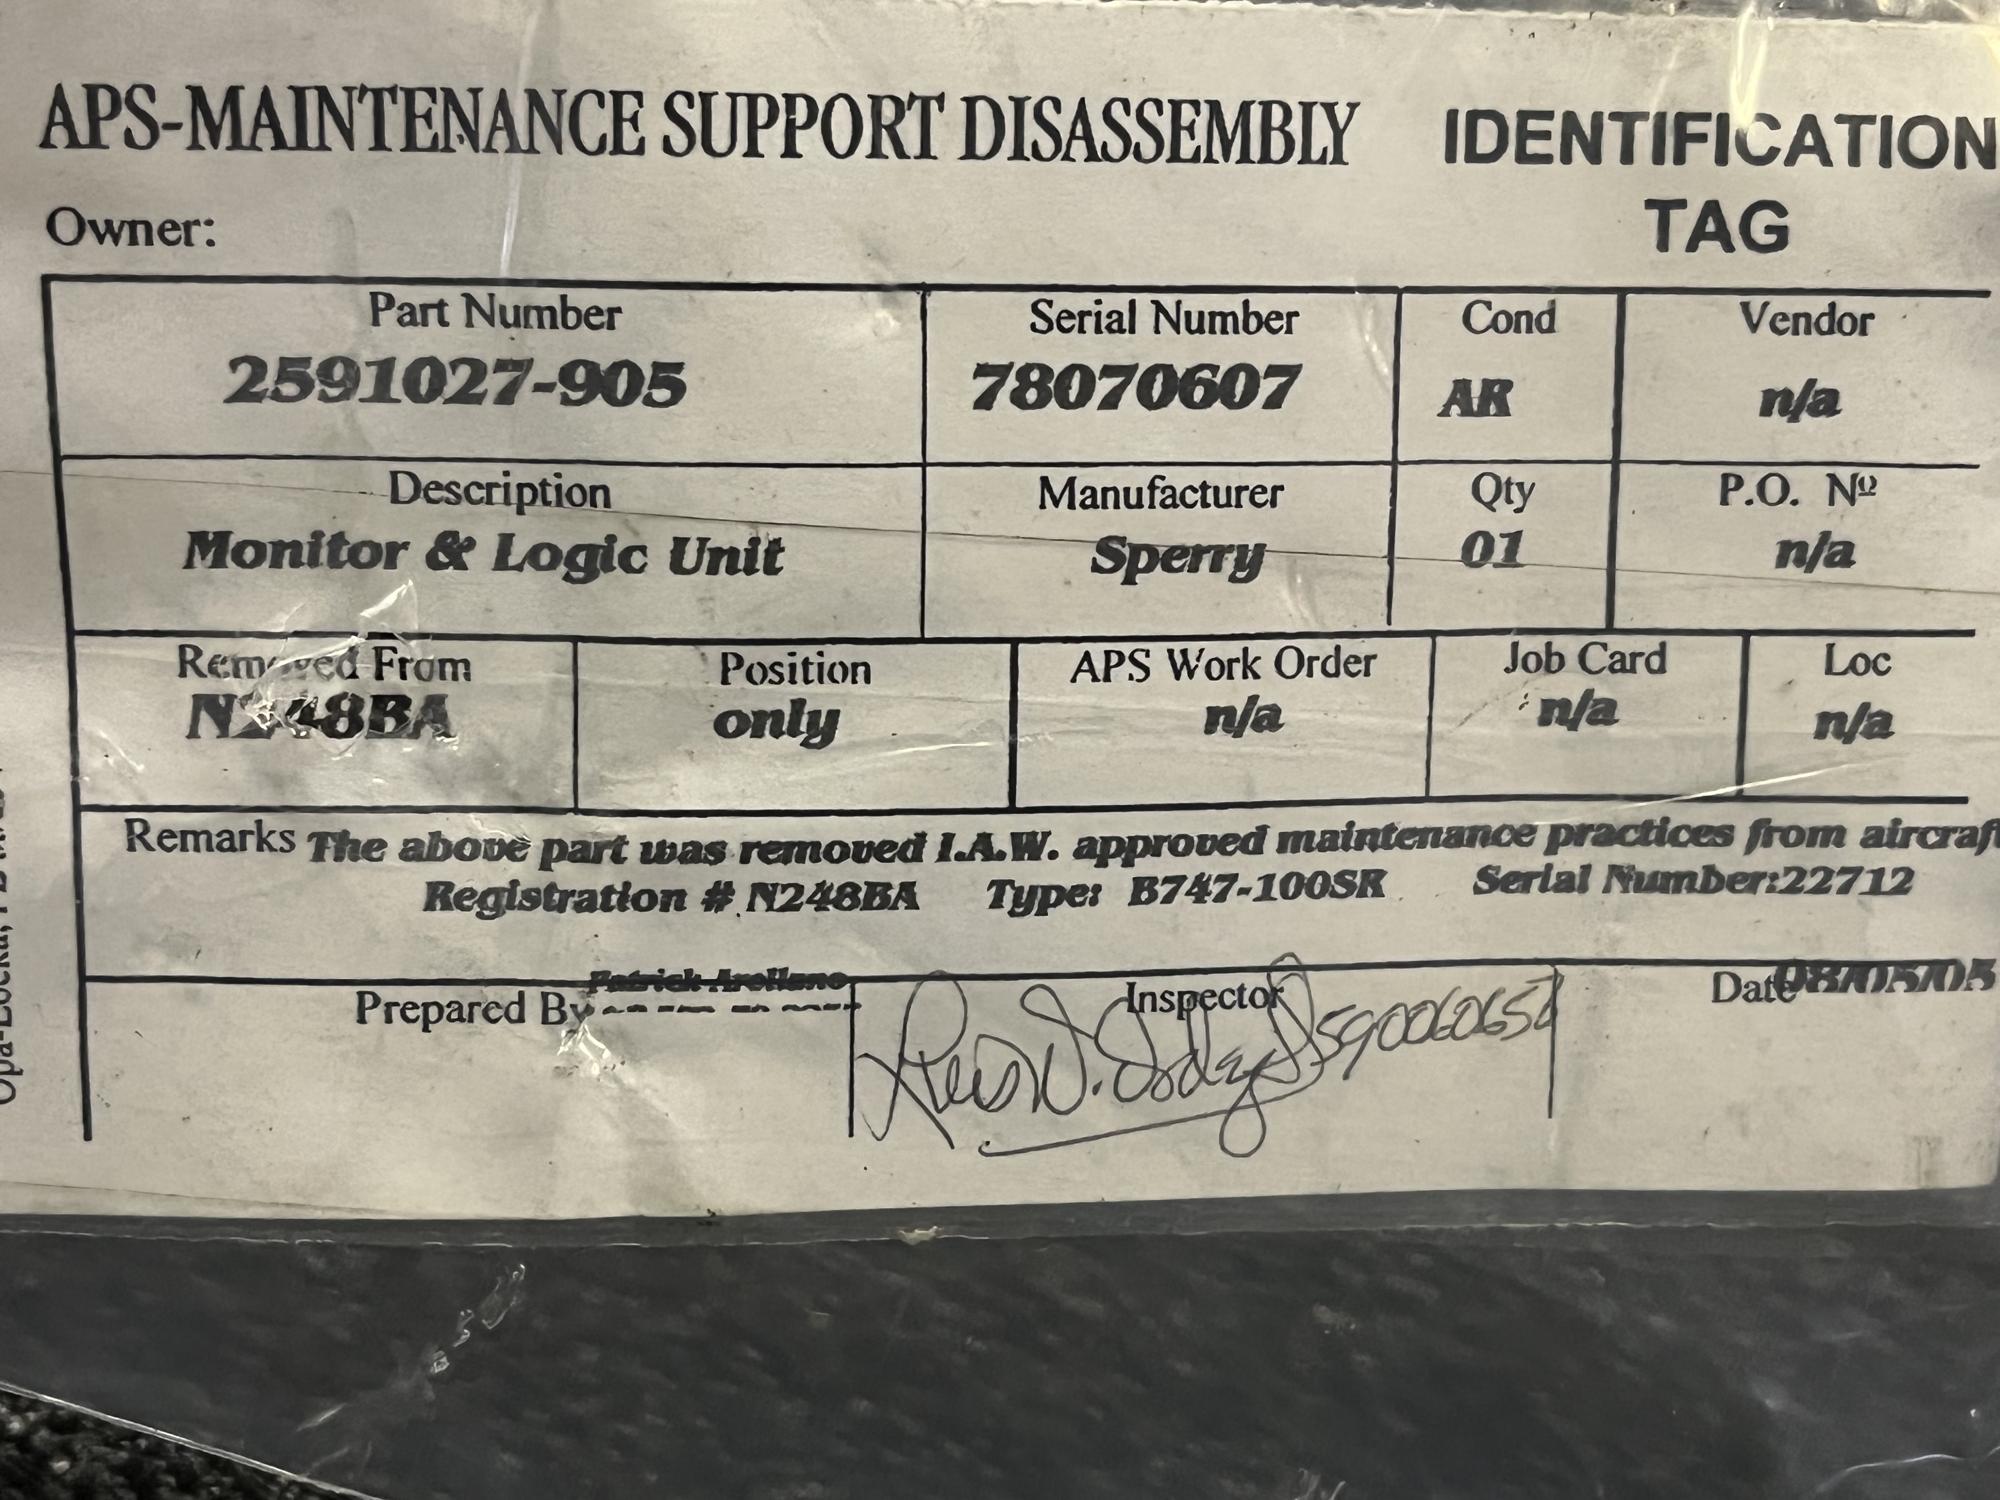 APS-MAINTENANCE SUPPORT DISASSEMBLY IDENTIFICATION TAG
Owner:
Part Number Serial Number Cond Vendor
2591027-905 78070607 AR n/a
Description Manufacturer Qty P.O. Nº
Monitor & Logic Unit Sperry 01 n/a
Removed From Position APS Work Order Job Card Loc
N248BA only n/a n/a n/a
Remarks The above part was removed I.A.W. approved maintenance practices from aircraft
Registration # N248BA Type: B747-100SR Serial Number:22712
Prepared By Patrick Arellano Inspector Date 08/05/05
Opa-Locka,